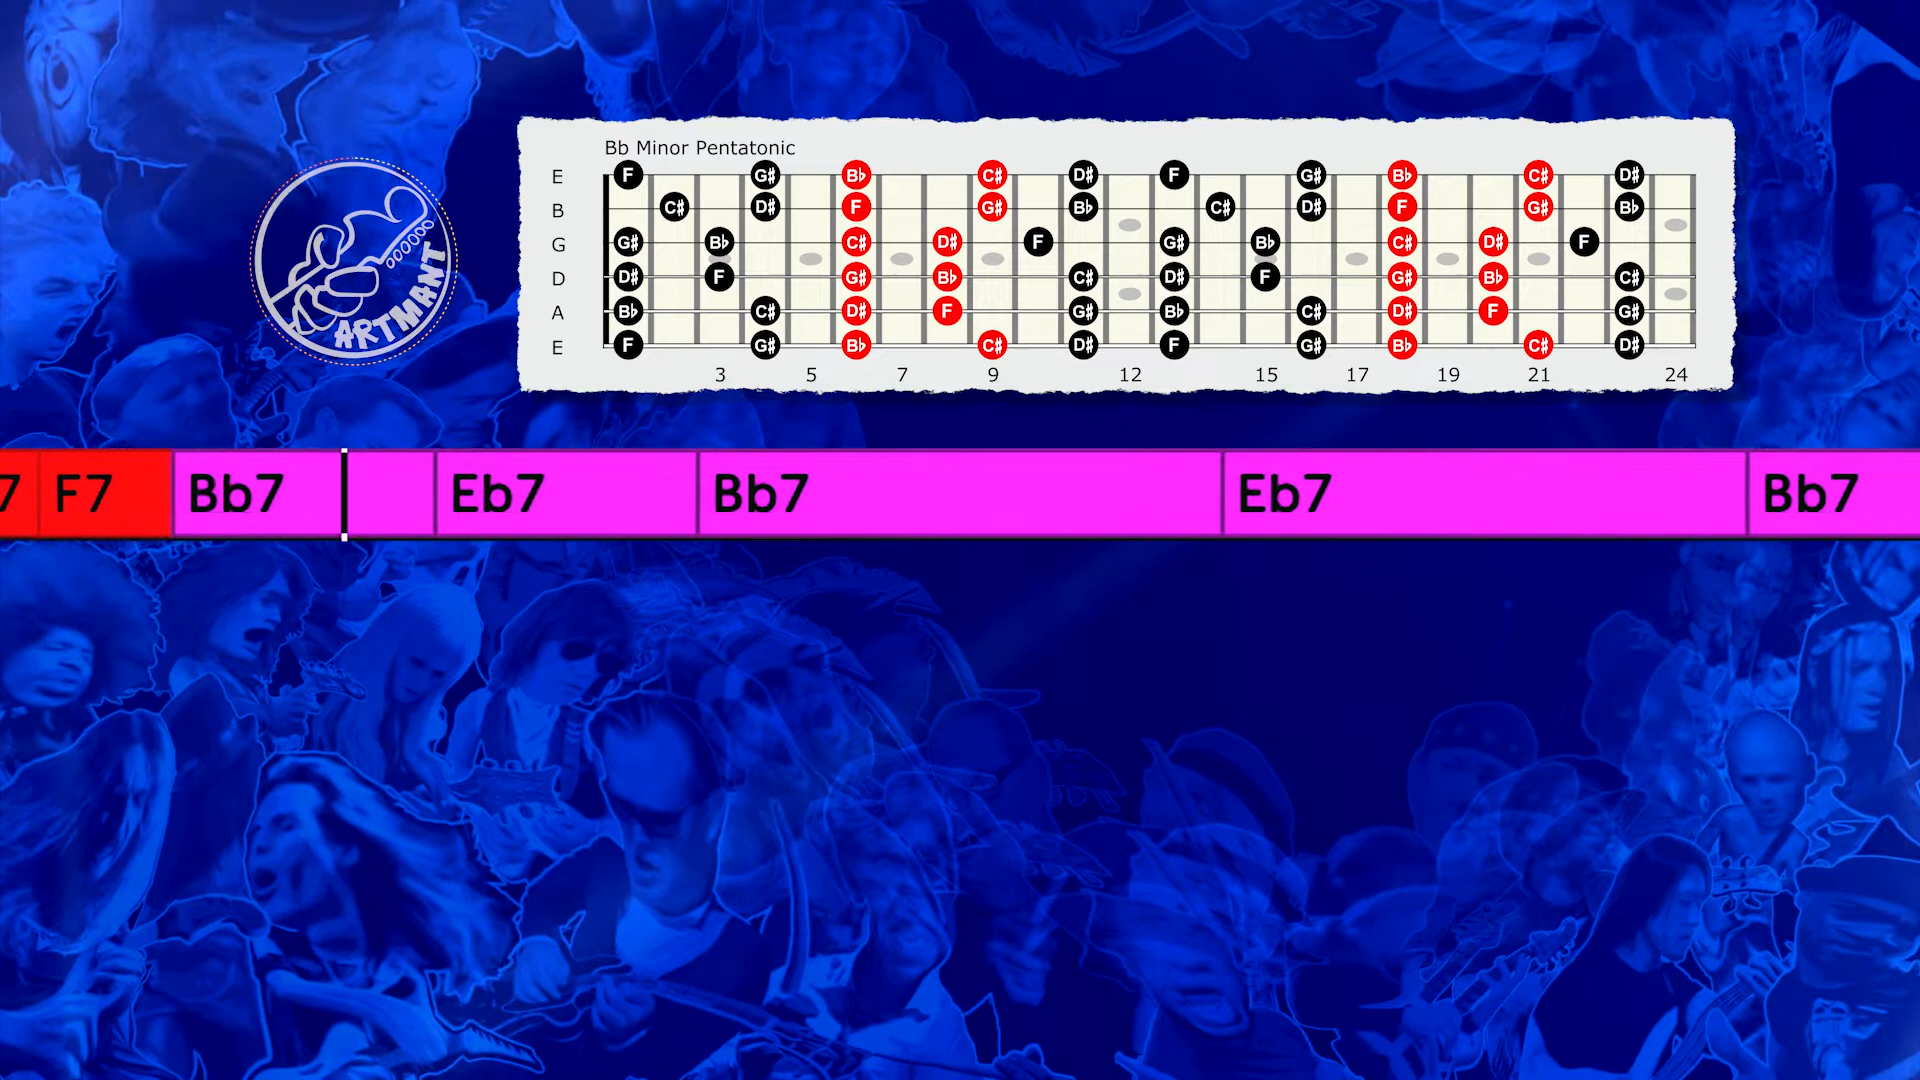 Bb Minor Pentatonic
E F G# Bb C# D# F G# Bb C# D#
B C# D# F G# Bb C# D# F G# Bb
G G# Bb C# D# F G# Bb C# D# F
D D# F G# Bb C# D# F G# Bb C#
A Bb C# D# F G# Bb C# D# F G#
E F G# Bb C# D# F G# Bb C# D#
3 5 7 9 12 15 17 19 21 24
ARTMANT
7 F7 Bb7 Eb7 Bb7 Eb7 Bb7